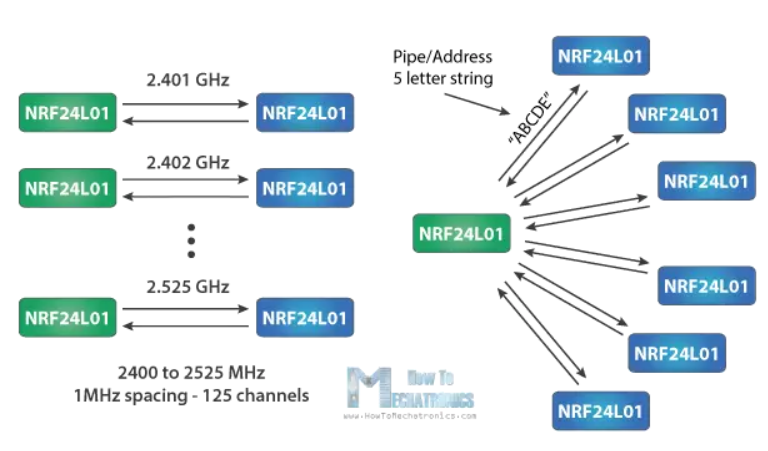 2.401 GHz
NRF24L01
NRF24L01
2.402 GHz
NRF24L01
NRF24L01
2.525 GHz
NRF24L01
NRF24L01
2400 to 2525 MHz
1MHz spacing - 125 channels
Pipe/Address
5 letter string
"ABCDE"
NRF24L01
NRF24L01
NRF24L01
NRF24L01
NRF24L01
NRF24L01
NRF24L01
How To
Mechatronics
www.HowToMechatronics.com